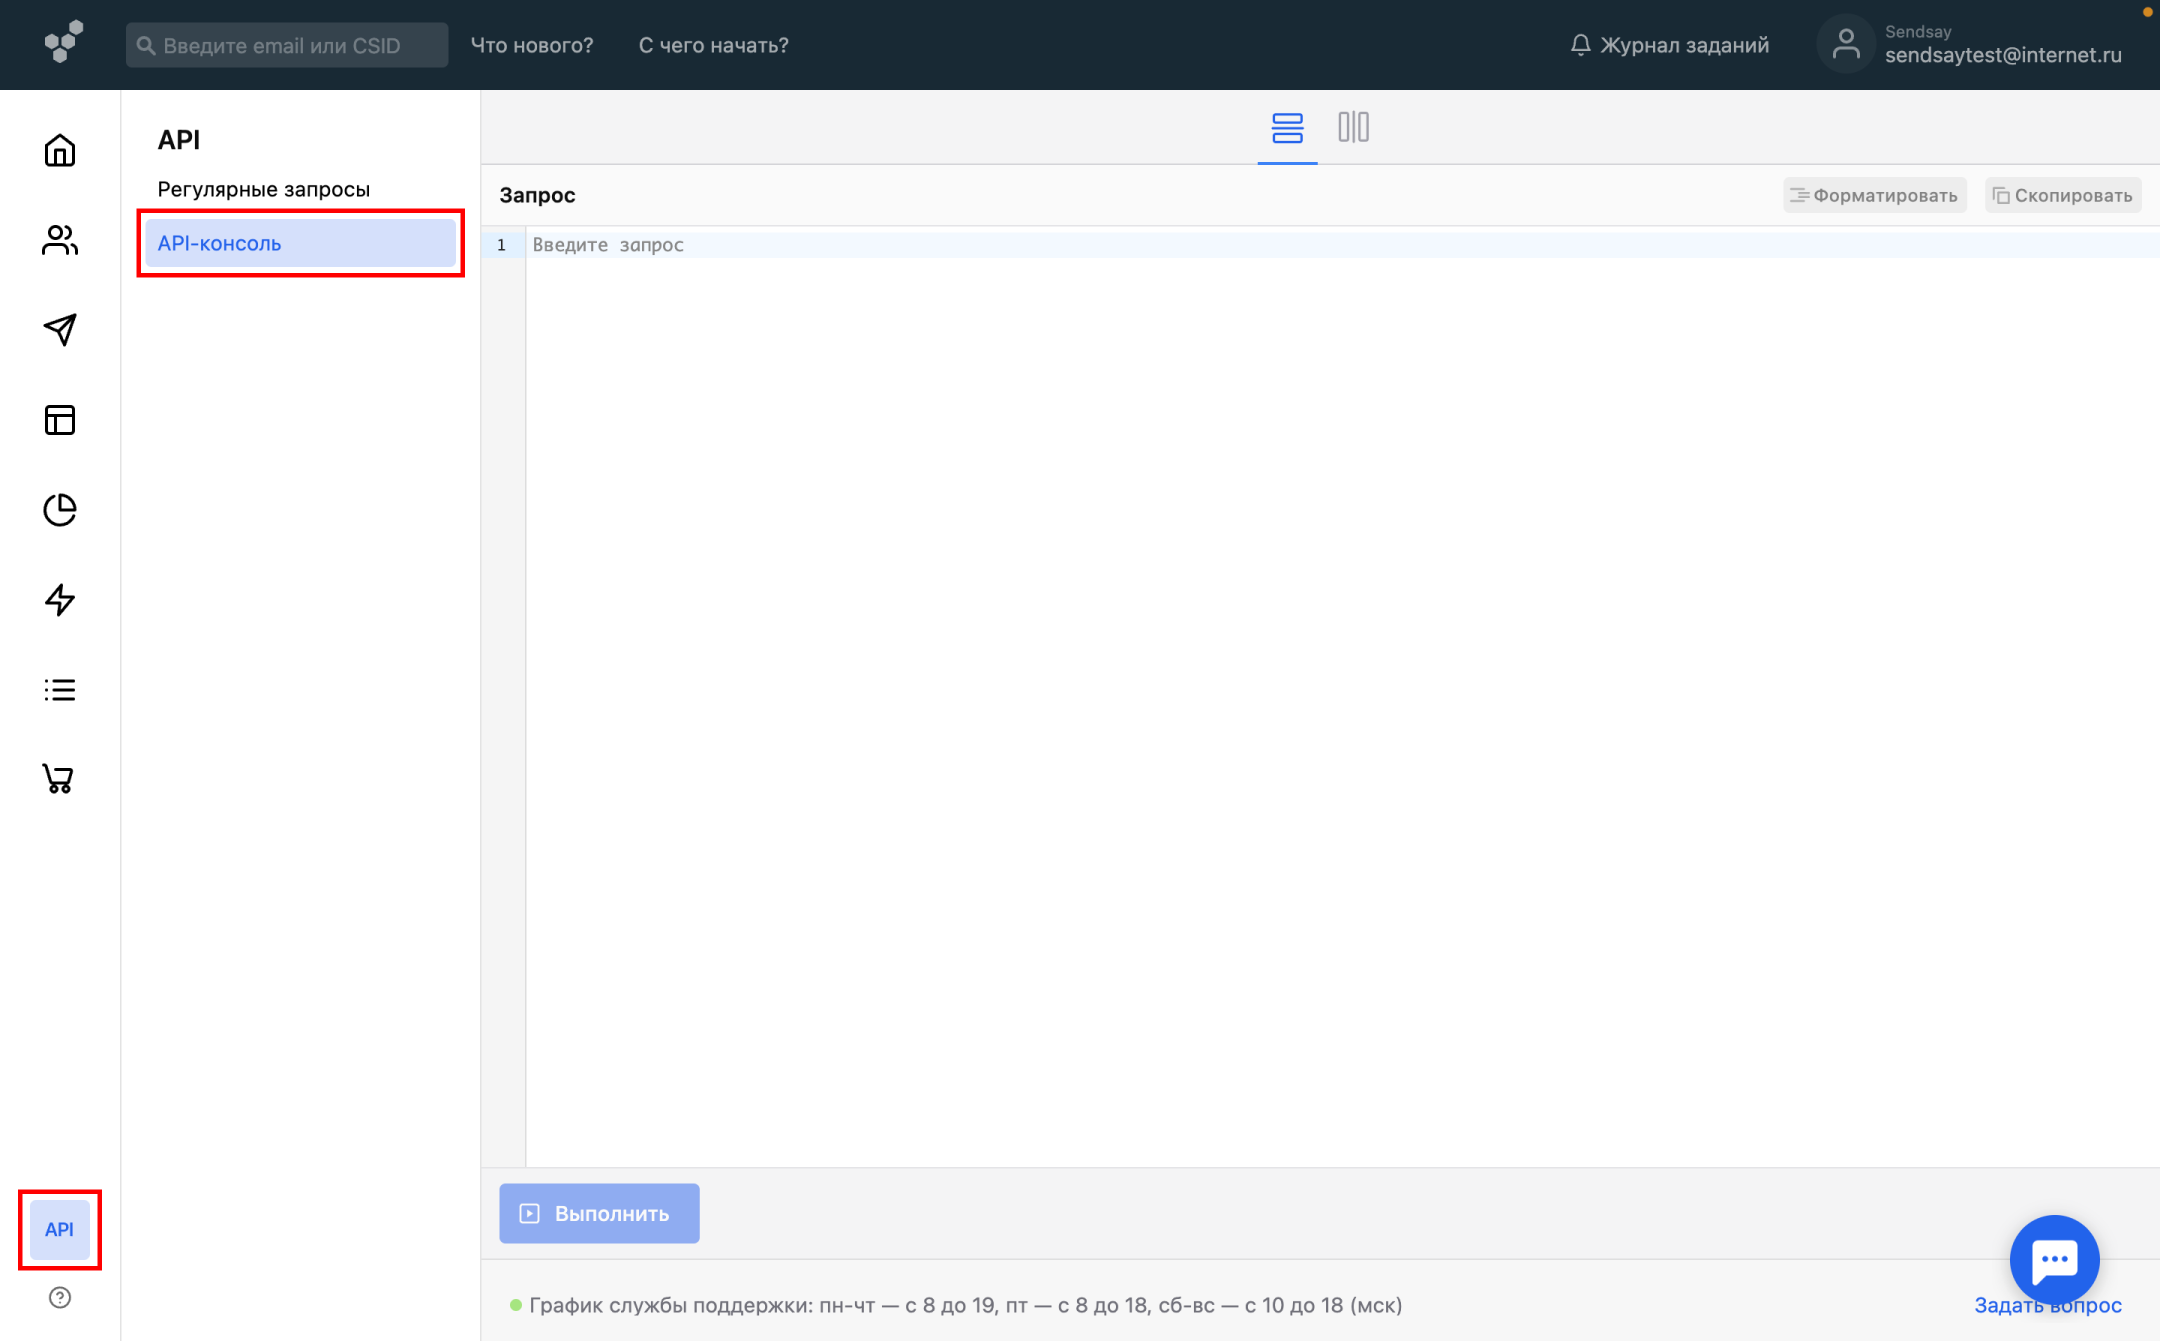 Введите email или CSID
Что нового?
С чего начать?
Журнал заданий
Sendsay
sendsaytest@internet.ru
API
Регулярные запросы
API-консоль
Запрос
Форматировать
Скопировать
1
Введите запрос
Выполнить
API
График службы поддержки: пн-чт — с 8 до 19, пт — с 8 до 18, сб-вс — с 10 до 18 (мск)
Задать вопрос